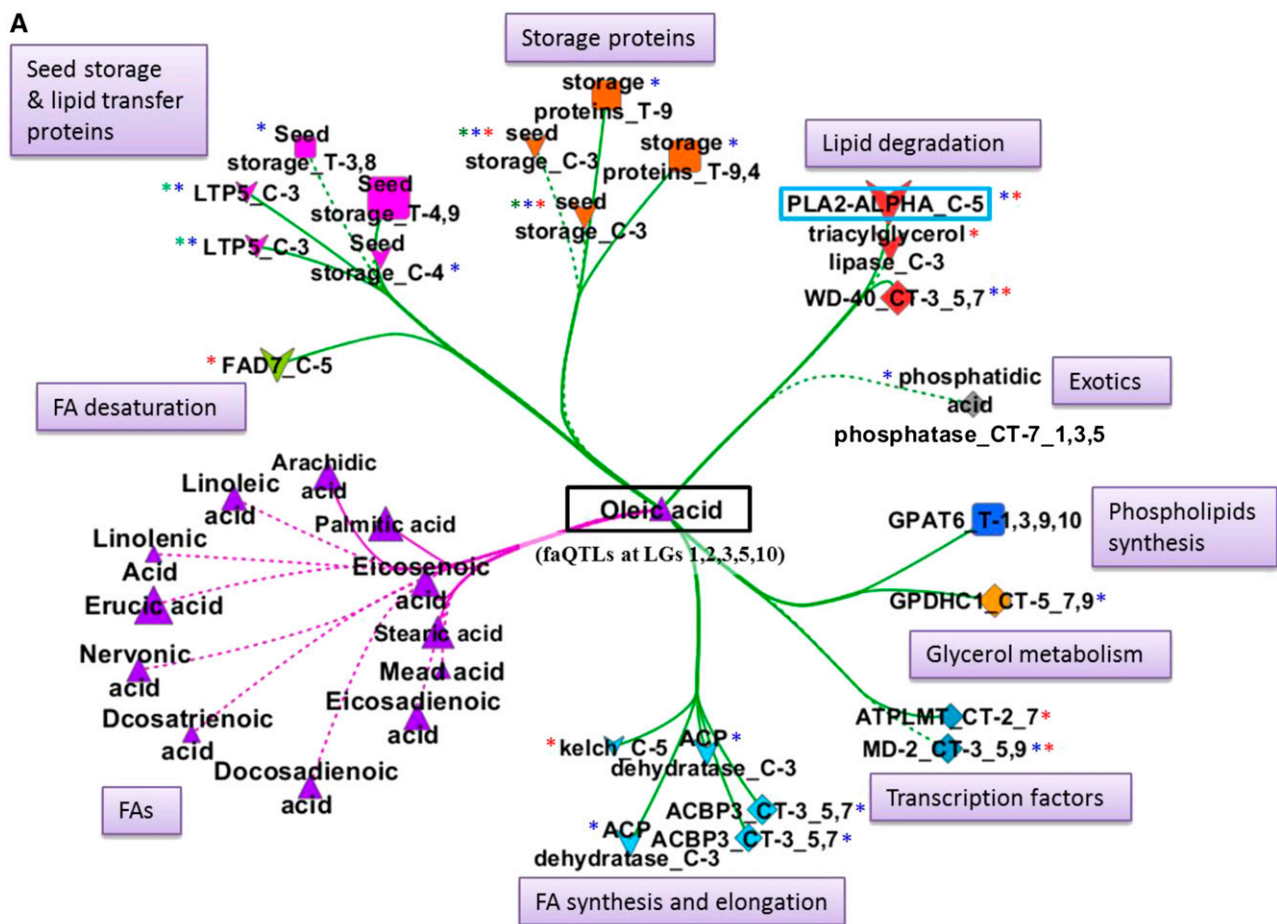 A
Seed storage
& lipid transfer
proteins
Storage proteins
Lipid degradation
* Seed
storage_T-3,8
** LTP5_C-3
Seed
storage_T-4,9
** LTP5_C-3
Seed
storage_C-4 *
storage *
proteins_T-9
*** seed
storage_C-3
storage *
proteins_T-9,4
*** seed
storage_C-3
PLA2-ALPHA_C-5 **
triacylglycerol *
lipase_C-3
WD-40_CT-3_5,7 **
* FAD7_C-5
FA desaturation
* phosphatidic
acid
phosphatase_CT-7_1,3,5
Exotics
Oleic acid
(faQTLs at LGs 1,2,3,5,10)
Arachidic
acid
Linoleic
acid
Palmitic acid
Linolenic
Acid
Eicosenoic
acid
Erucic acid
Stearic acid
Nervonic
acid
Mead acid
Eicosadienoic
acid
Dcosatrienoic
acid
Docosadienoic
acid
FAs
GPAT6_T-1,3,9,10
Phospholipids
synthesis
GPDHC1_CT-5_7,9 *
Glycerol metabolism
ATPLMT_CT-2_7 *
MD-2_CT-3_5,9 **
Transcription factors
* kelch_C-5
ACP *
dehydratase_C-3
ACBP3_CT-3_5,7 *
* ACP
dehydratase_C-3
ACBP3_CT-3_5,7 *
FA synthesis and elongation